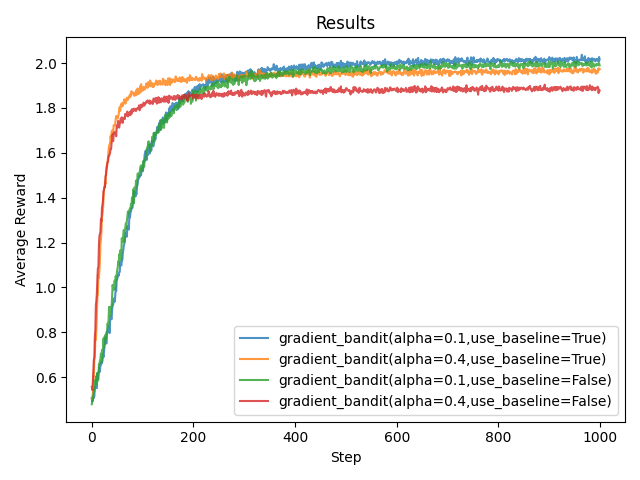 Results
2.0
1.8
1.6
1.4
1.2
1.0
0.8
0.6
Average Reward
gradient_bandit(alpha=0.1,use_baseline=True)
gradient_bandit(alpha=0.4,use_baseline=True)
gradient_bandit(alpha=0.1,use_baseline=False)
gradient_bandit(alpha=0.4,use_baseline=False)
0 200 400 600 800 1000
Step